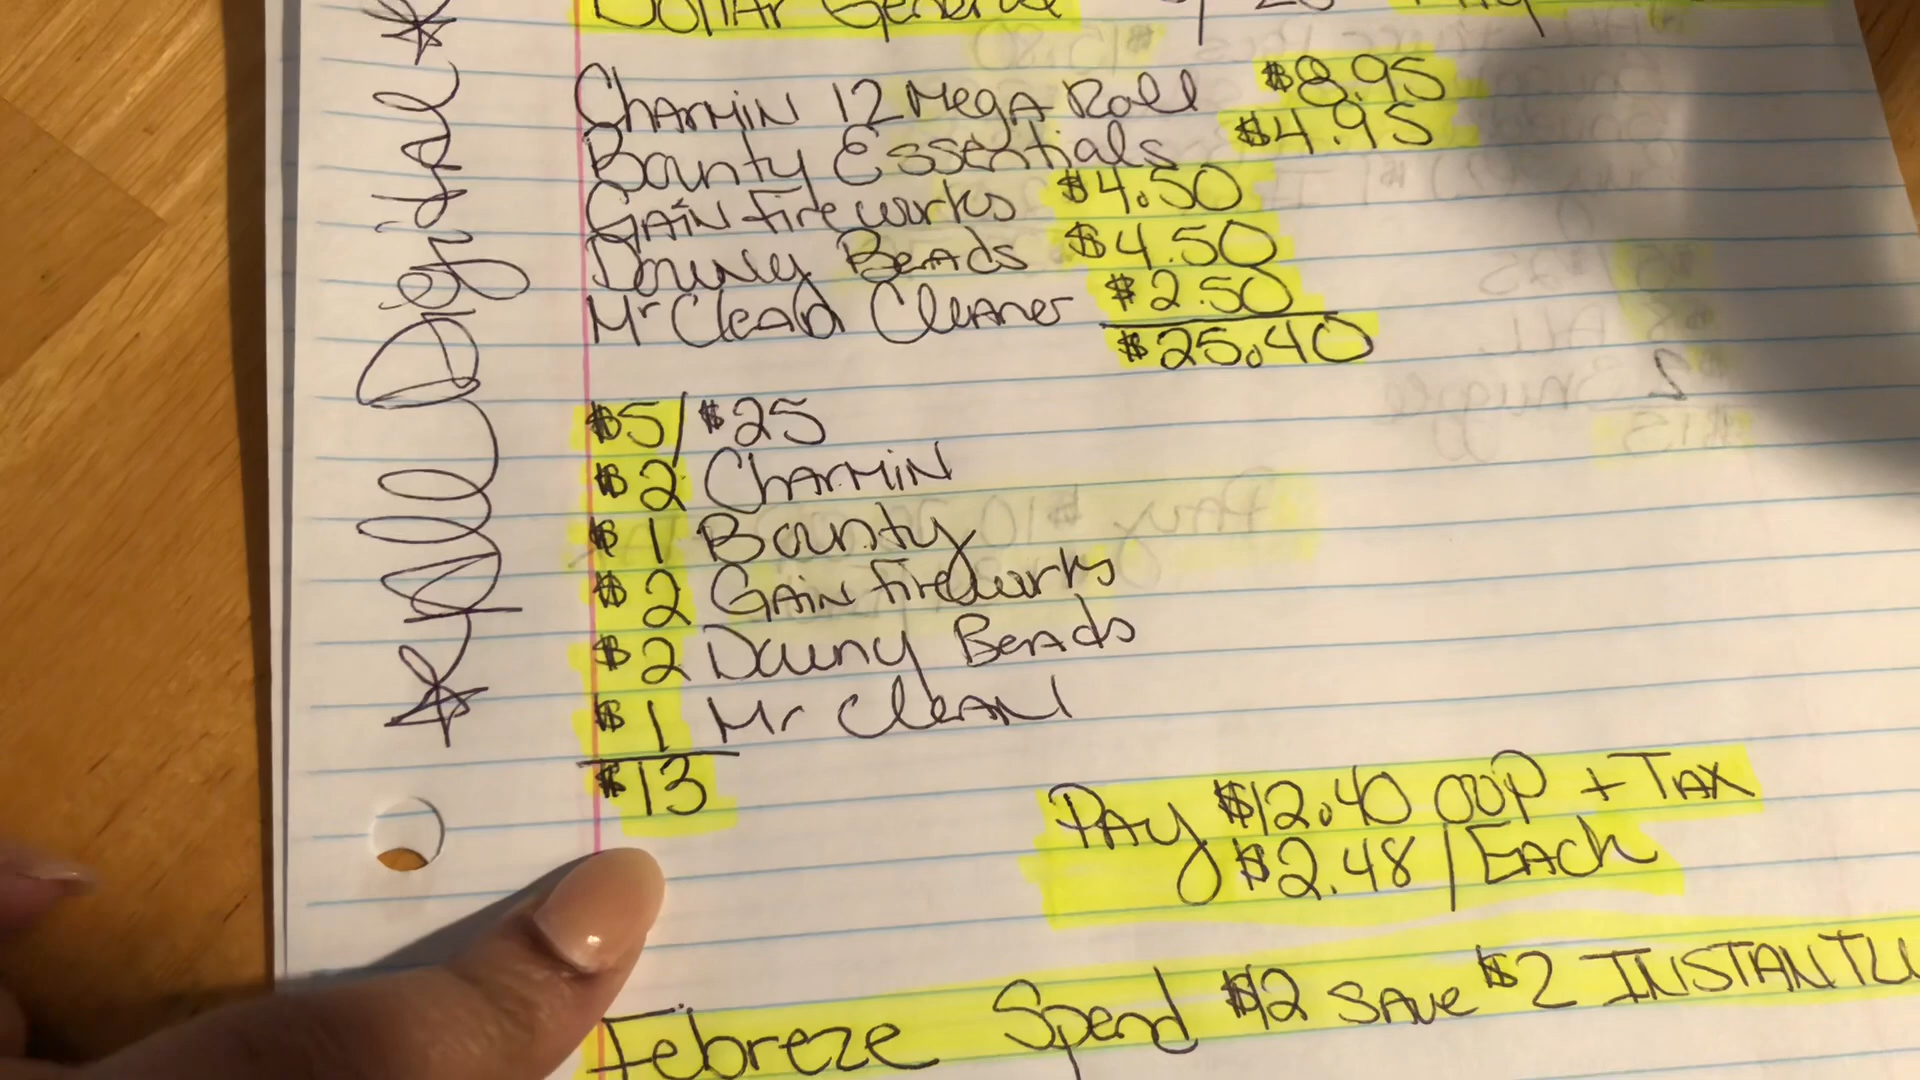 Dollar General
Charmin 12 Mega Roll $8.95
Bounty Essentials $4.95
Gain Fireworks $4.50
Downy Beads $4.50
Mr Clean Cleaner $2.50
$25.40
*All Digital*
$5/$25
$2 Charmin
$1 Bounty
$2 Gain Fireworks
$2 Downy Beads
$1 Mr Clean
$13
Pay $12.40 OOP + Tax
$2.48/Each
Febreze Spend $12 Save $2 INSTANTLY